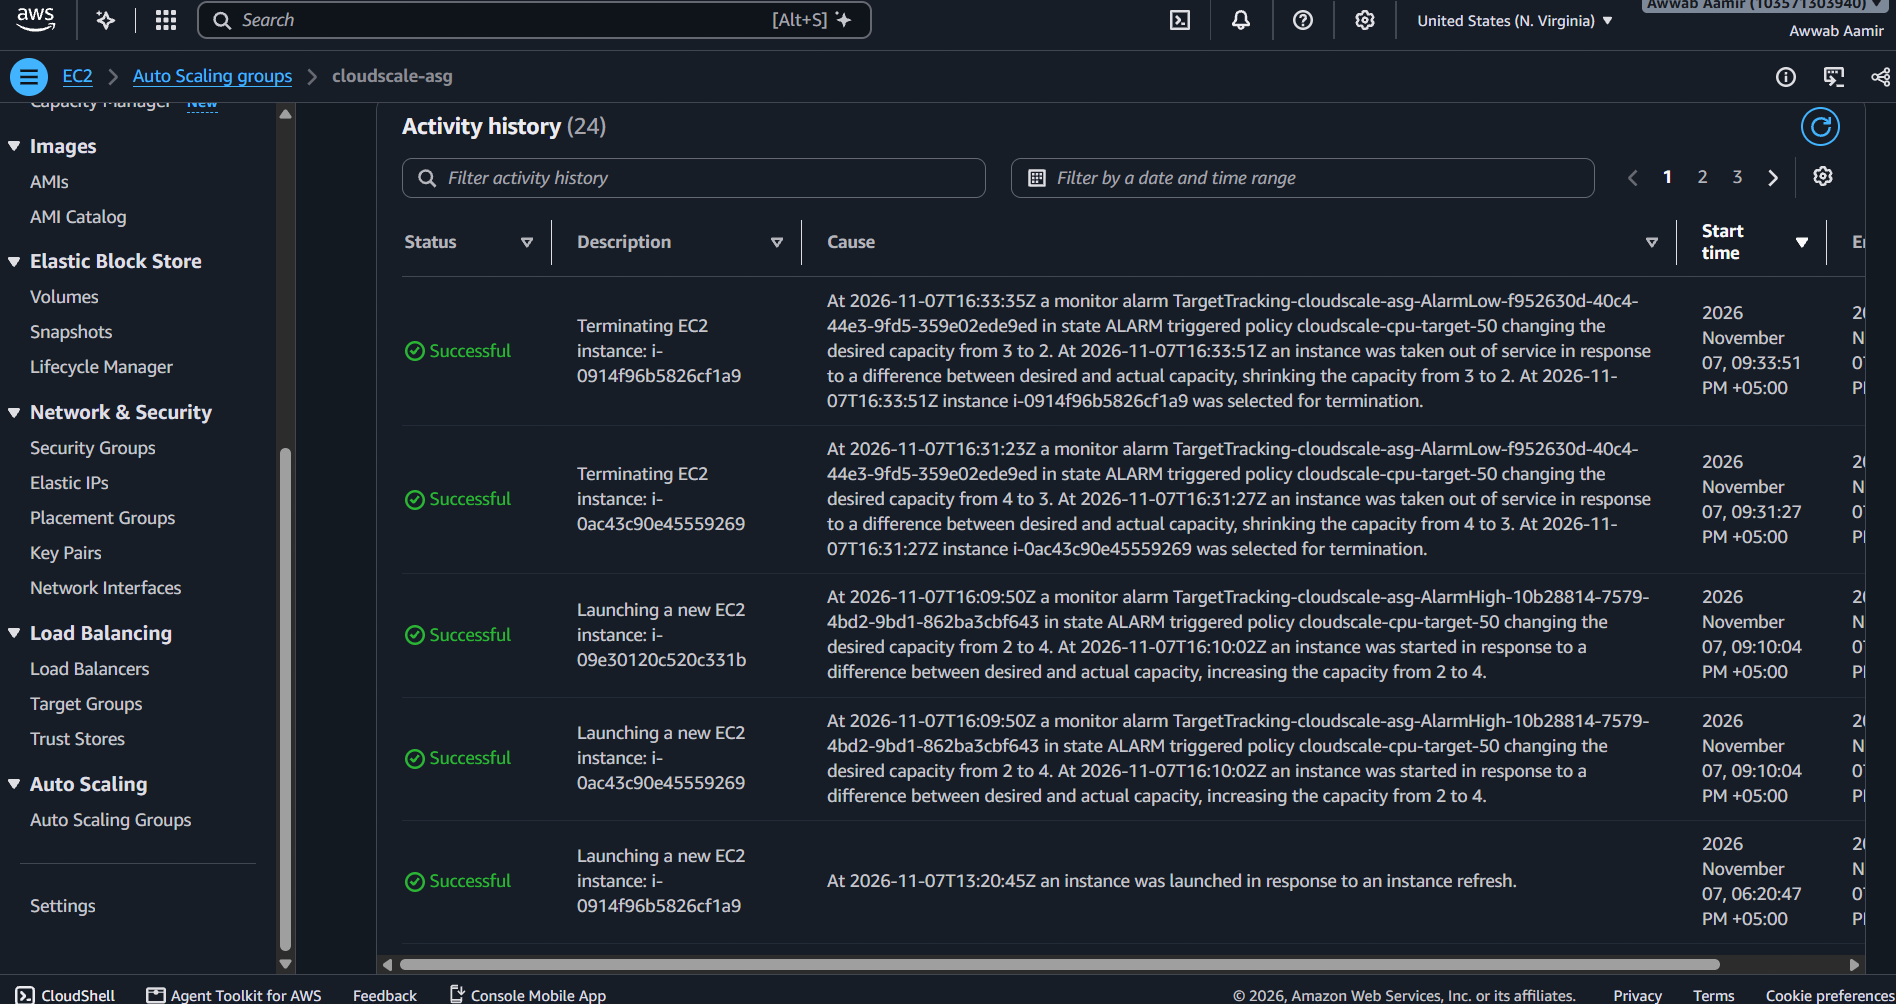 aws
Search
[Alt+S]
United States (N. Virginia)
Awwab Aamir (103571303940)
Awwab Aamir
EC2
Auto Scaling groups
cloudscale-asg
Capacity Manager New
Images
AMIs
AMI Catalog
Elastic Block Store
Volumes
Snapshots
Lifecycle Manager
Network & Security
Security Groups
Elastic IPs
Placement Groups
Key Pairs
Network Interfaces
Load Balancing
Load Balancers
Target Groups
Trust Stores
Auto Scaling
Auto Scaling Groups
Settings
Activity history (24)
Filter activity history
Filter by a date and time range
1 2 3
Status
Description
Cause
Start
time
Successful
Terminating EC2
instance: i-
0914f96b5826cf1a9
At 2026-11-07T16:33:35Z a monitor alarm TargetTracking-cloudscale-asg-AlarmLow-f952630d-40c4-
44e3-9fd5-359e02ede9ed in state ALARM triggered policy cloudscale-cpu-target-50 changing the
desired capacity from 3 to 2. At 2026-11-07T16:33:51Z an instance was taken out of service in response
to a difference between desired and actual capacity, shrinking the capacity from 3 to 2. At 2026-11-
07T16:33:51Z instance i-0914f96b5826cf1a9 was selected for termination.
2026
November
07, 09:33:51
PM +05:00
Successful
Terminating EC2
instance: i-
0ac43c90e45559269
At 2026-11-07T16:31:23Z a monitor alarm TargetTracking-cloudscale-asg-AlarmLow-f952630d-40c4-
44e3-9fd5-359e02ede9ed in state ALARM triggered policy cloudscale-cpu-target-50 changing the
desired capacity from 4 to 3. At 2026-11-07T16:31:27Z an instance was taken out of service in response
to a difference between desired and actual capacity, shrinking the capacity from 4 to 3. At 2026-11-
07T16:31:27Z instance i-0ac43c90e45559269 was selected for termination.
2026
November
07, 09:31:27
PM +05:00
Successful
Launching a new EC2
instance: i-
09e30120c520c331b
At 2026-11-07T16:09:50Z a monitor alarm TargetTracking-cloudscale-asg-AlarmHigh-10b28814-7579-
4bd2-9bd1-862ba3cbf643 in state ALARM triggered policy cloudscale-cpu-target-50 changing the
desired capacity from 2 to 4. At 2026-11-07T16:10:02Z an instance was started in response to a
difference between desired and actual capacity, increasing the capacity from 2 to 4.
2026
November
07, 09:10:04
PM +05:00
Successful
Launching a new EC2
instance: i-
0ac43c90e45559269
At 2026-11-07T16:09:50Z a monitor alarm TargetTracking-cloudscale-asg-AlarmHigh-10b28814-7579-
4bd2-9bd1-862ba3cbf643 in state ALARM triggered policy cloudscale-cpu-target-50 changing the
desired capacity from 2 to 4. At 2026-11-07T16:10:02Z an instance was started in response to a
difference between desired and actual capacity, increasing the capacity from 2 to 4.
2026
November
07, 09:10:04
PM +05:00
Successful
Launching a new EC2
instance: i-
0914f96b5826cf1a9
At 2026-11-07T13:20:45Z an instance was launched in response to an instance refresh.
2026
November
07, 06:20:47
PM +05:00
CloudShell
Agent Toolkit for AWS
Feedback
Console Mobile App
© 2026, Amazon Web Services, Inc. or its affiliates.
Privacy
Terms
Cookie preferences